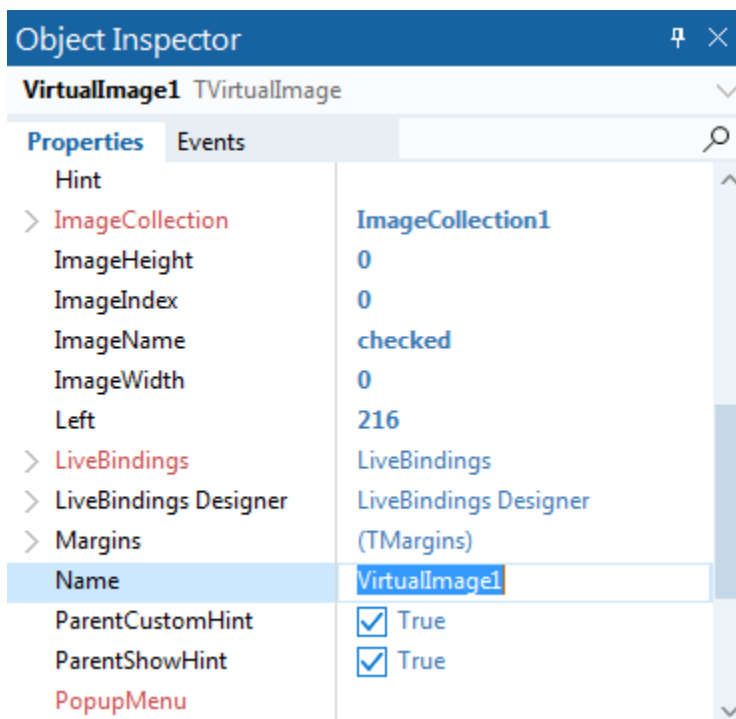 Object Inspector
VirtualImage1 TVirtualImage
Properties Events
Hint
ImageCollection ImageCollection1
ImageHeight 0
ImageIndex 0
ImageName checked
ImageWidth 0
Left 216
LiveBindings LiveBindings
LiveBindings Designer LiveBindings Designer
Margins (TMargins)
Name VirtualImage1
ParentCustomHint True
ParentShowHint True
PopupMenu